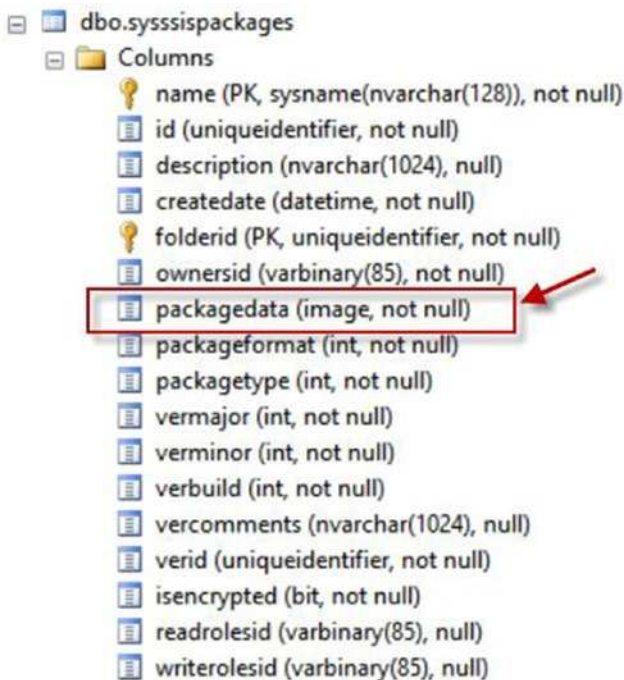 dbo.sysssispackages
Columns
name (PK, sysname(nvarchar(128)), not null)
id (uniqueidentifier, not null)
description (nvarchar(1024), null)
createdate (datetime, not null)
folderid (PK, uniqueidentifier, not null)
ownersid (varbinary(85), not null)
packagedata (image, not null)
packageformat (int, not null)
packagetype (int, not null)
vermajor (int, not null)
verminor (int, not null)
verbuild (int, not null)
vercomments (nvarchar(1024), null)
verid (uniqueidentifier, not null)
isencrypted (bit, not null)
readrolesid (varbinary(85), null)
writerolesid (varbinary(85), null)